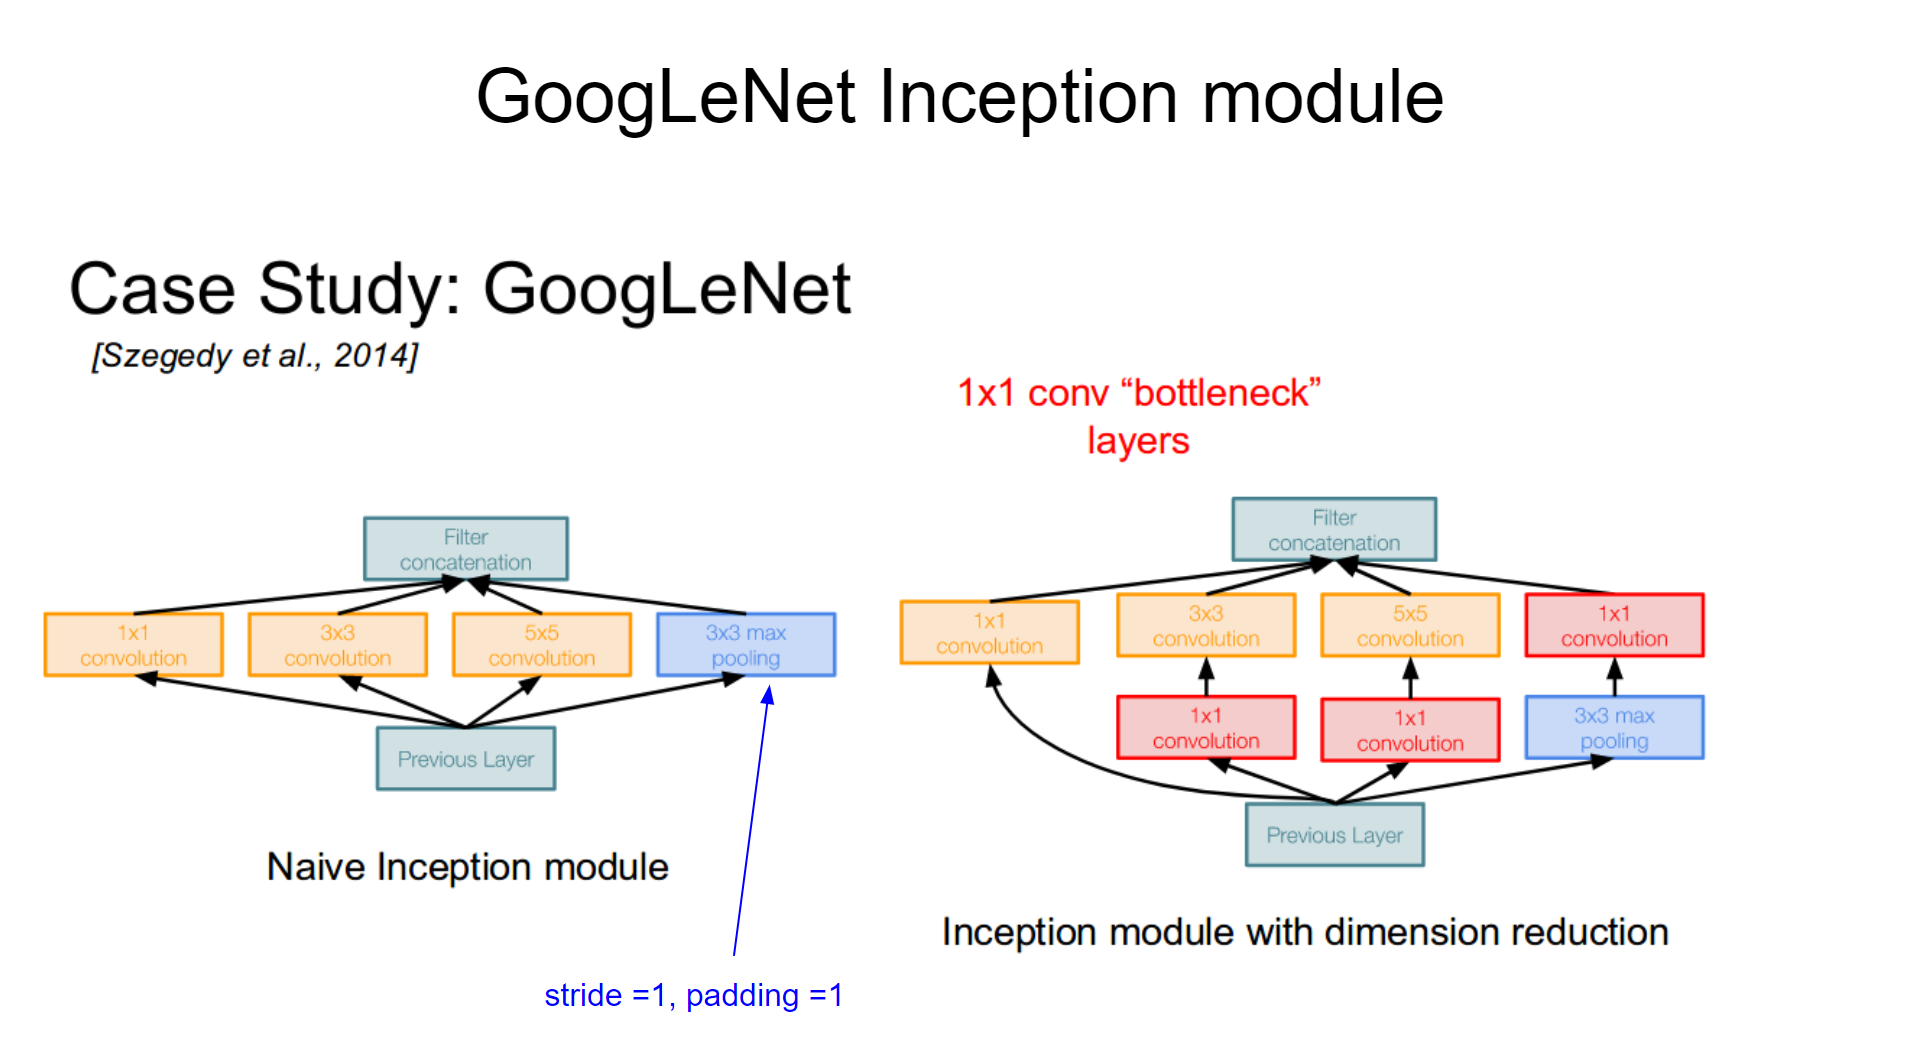 GoogLeNet Inception module
Case Study: GoogLeNet
[Szegedy et al., 2014]
1x1 conv “bottleneck”
layers
Filter
concatenation
1x1
convolution
3x3
convolution
5x5
convolution
3x3 max
pooling
Previous Layer
Naive Inception module
stride =1, padding =1
Filter
concatenation
1x1
convolution
3x3
convolution
5x5
convolution
1x1
convolution
1x1
convolution
1x1
convolution
3x3 max
pooling
Previous Layer
Inception module with dimension reduction